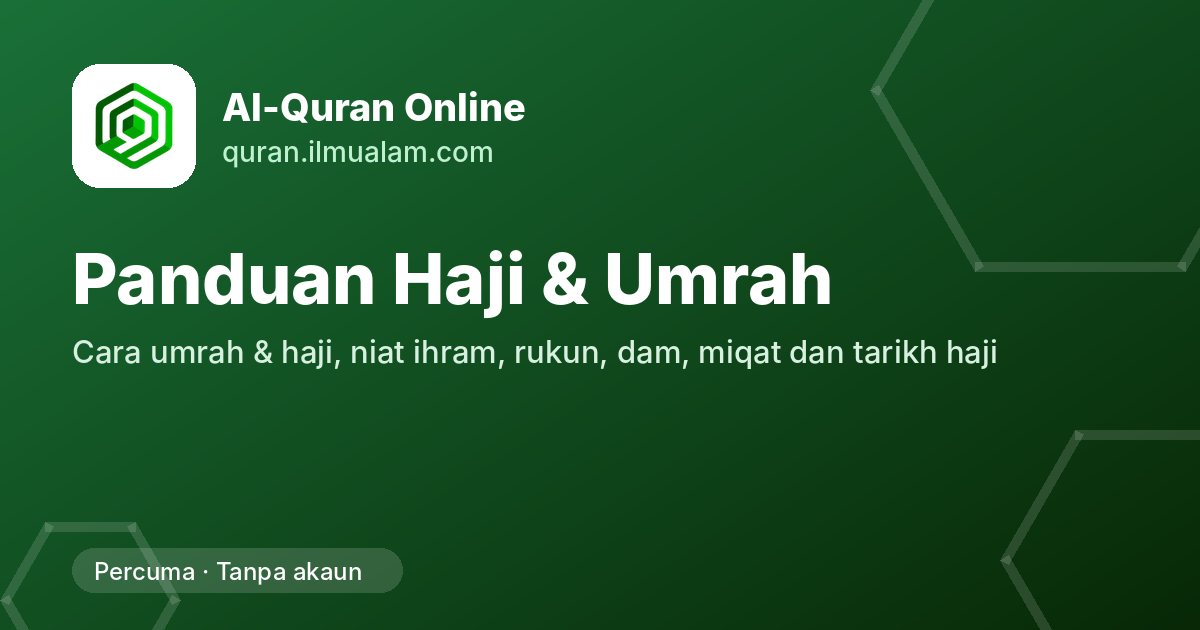 Al-Quran Online
quran.ilmualam.com
Panduan Haji & Umrah
Cara umrah & haji, niat ihram, rukun, dam, miqat dan tarikh haji
Percuma · Tanpa akaun